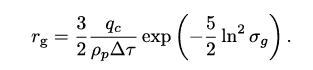 r_g = \frac{3}{2} \frac{q_c}{\rho_p \Delta \tau} \exp \left( -\frac{5}{2} \ln^2 \sigma_g \right).